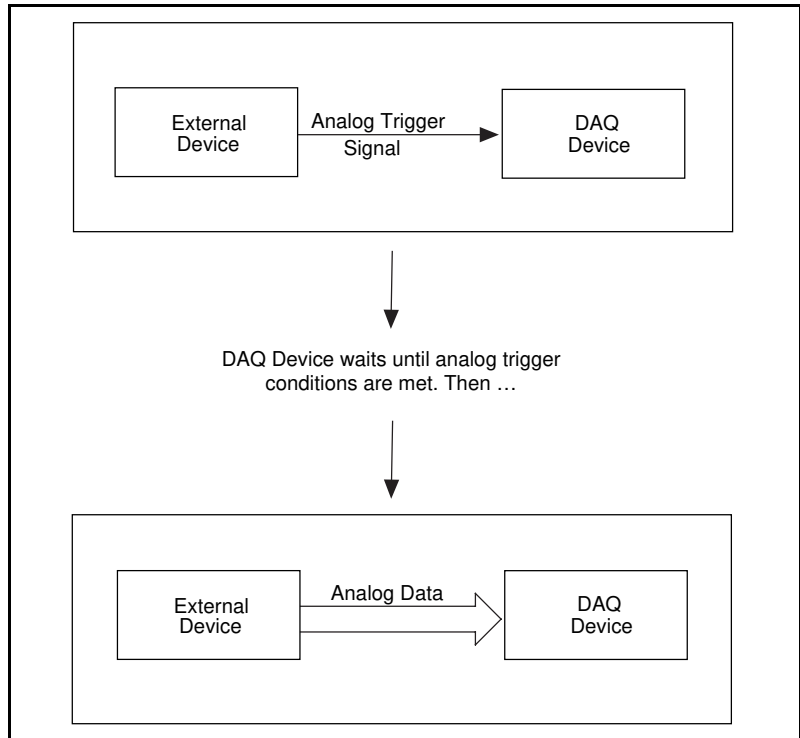 External
Device
Analog Trigger
Signal
DAQ
Device
DAQ Device waits until analog trigger
conditions are met. Then …
External
Device
Analog Data
DAQ
Device